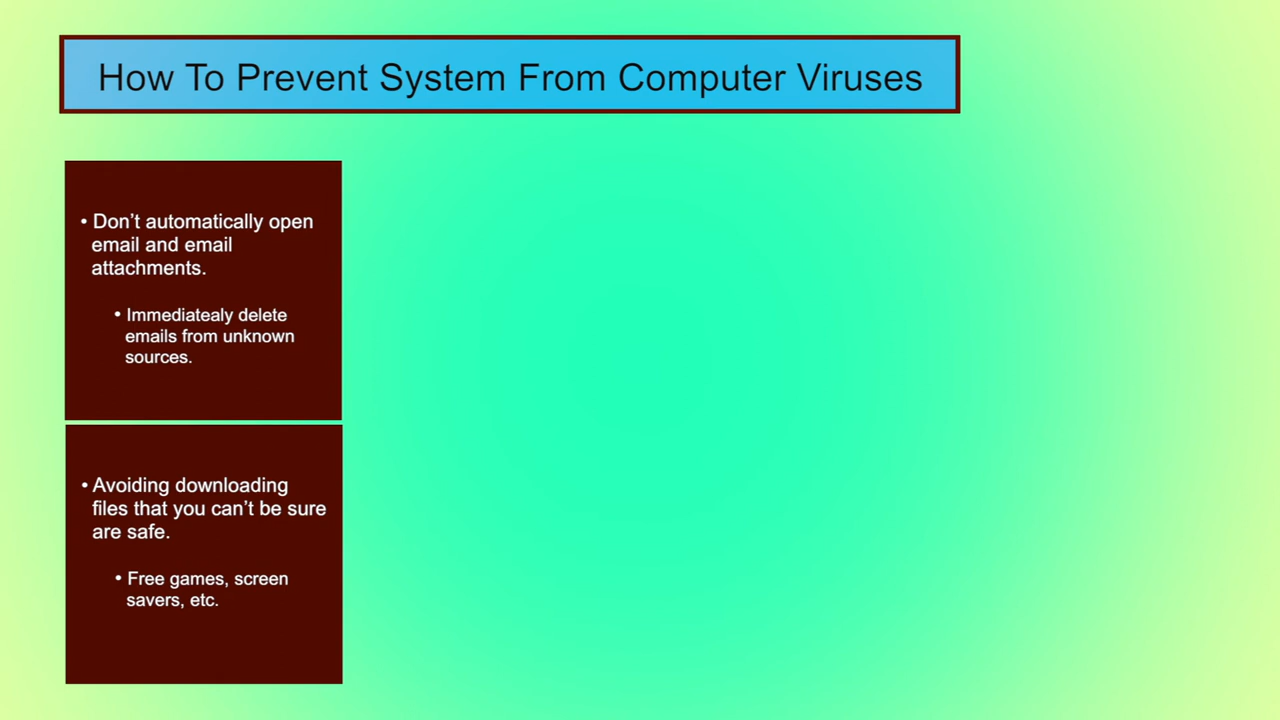 How To Prevent System From Computer Viruses
• Don’t automatically open
email and email
attachments.
• Immediatealy delete
emails from unknown
sources.
• Avoiding downloading
files that you can’t be sure
are safe.
• Free games, screen
savers, etc.